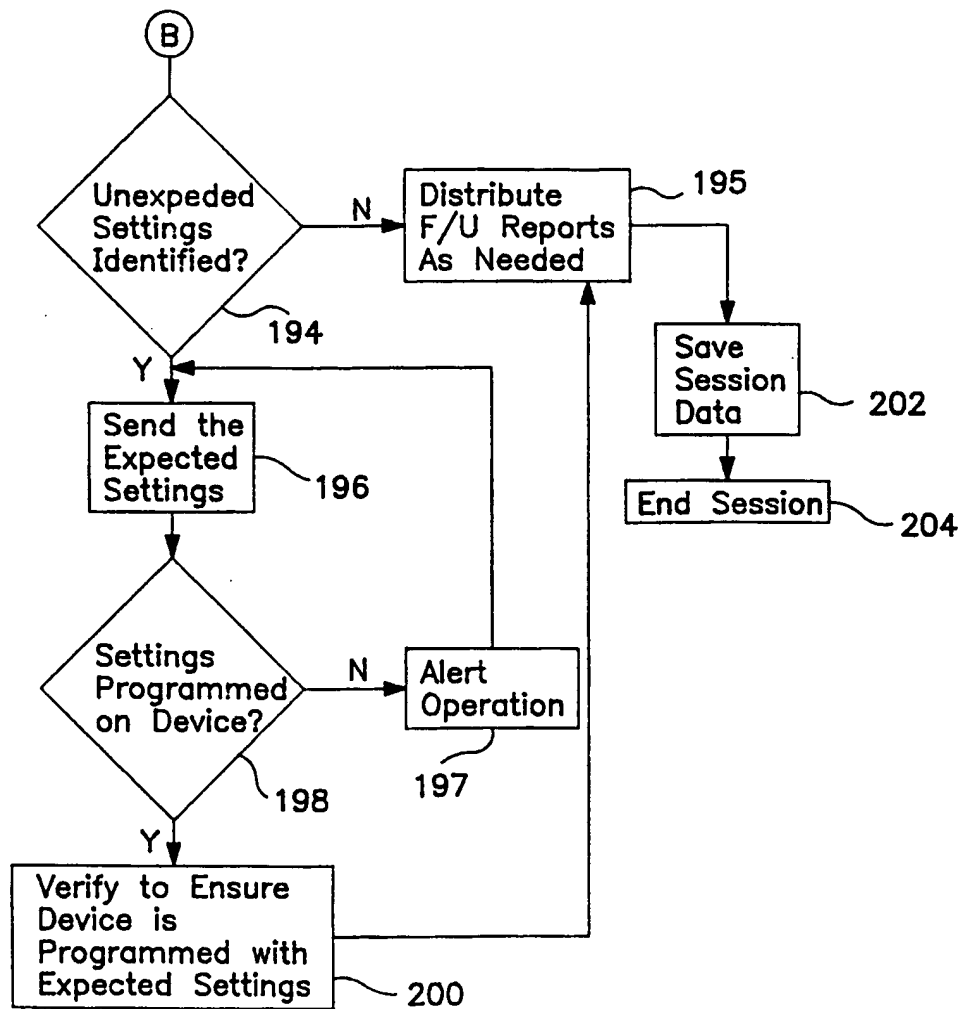 B
Unexpeded
Settings
Identified?
N
194
Y
Distribute
F/U Reports
As Needed
195
Save
Session
Data
202
End Session
204
Send the
Expected
Settings
196
Settings
Programmed
on Device?
N
198
Y
Alert
Operation
197
Verify to Ensure
Device is
Programmed with
Expected Settings
200